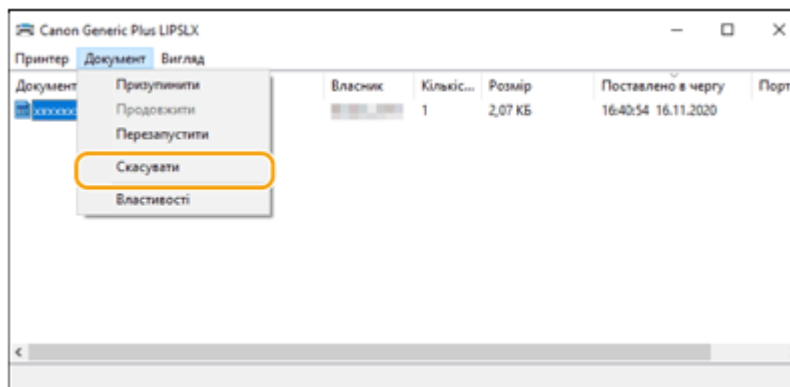 Canon Generic Plus LIPSLX
Принтер Документ Вигляд
Документ Власник Кількіс... Розмір Поставлено в чергу Порт
1 2,07 КБ 16:40:54 16.11.2020
Призупинити
Продовжити
Перезапустити
Скасувати
Властивості